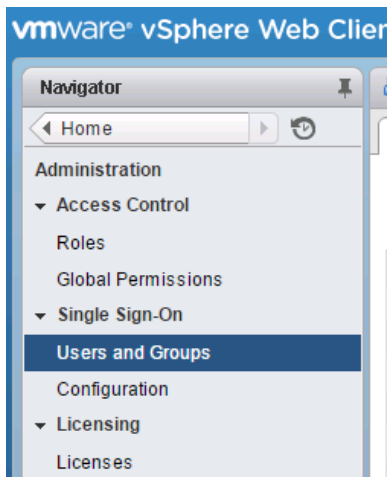 vmware® vSphere Web Clien
Navigator
Home
Administration
Access Control
Roles
Global Permissions
Single Sign-On
Users and Groups
Configuration
Licensing
Licenses